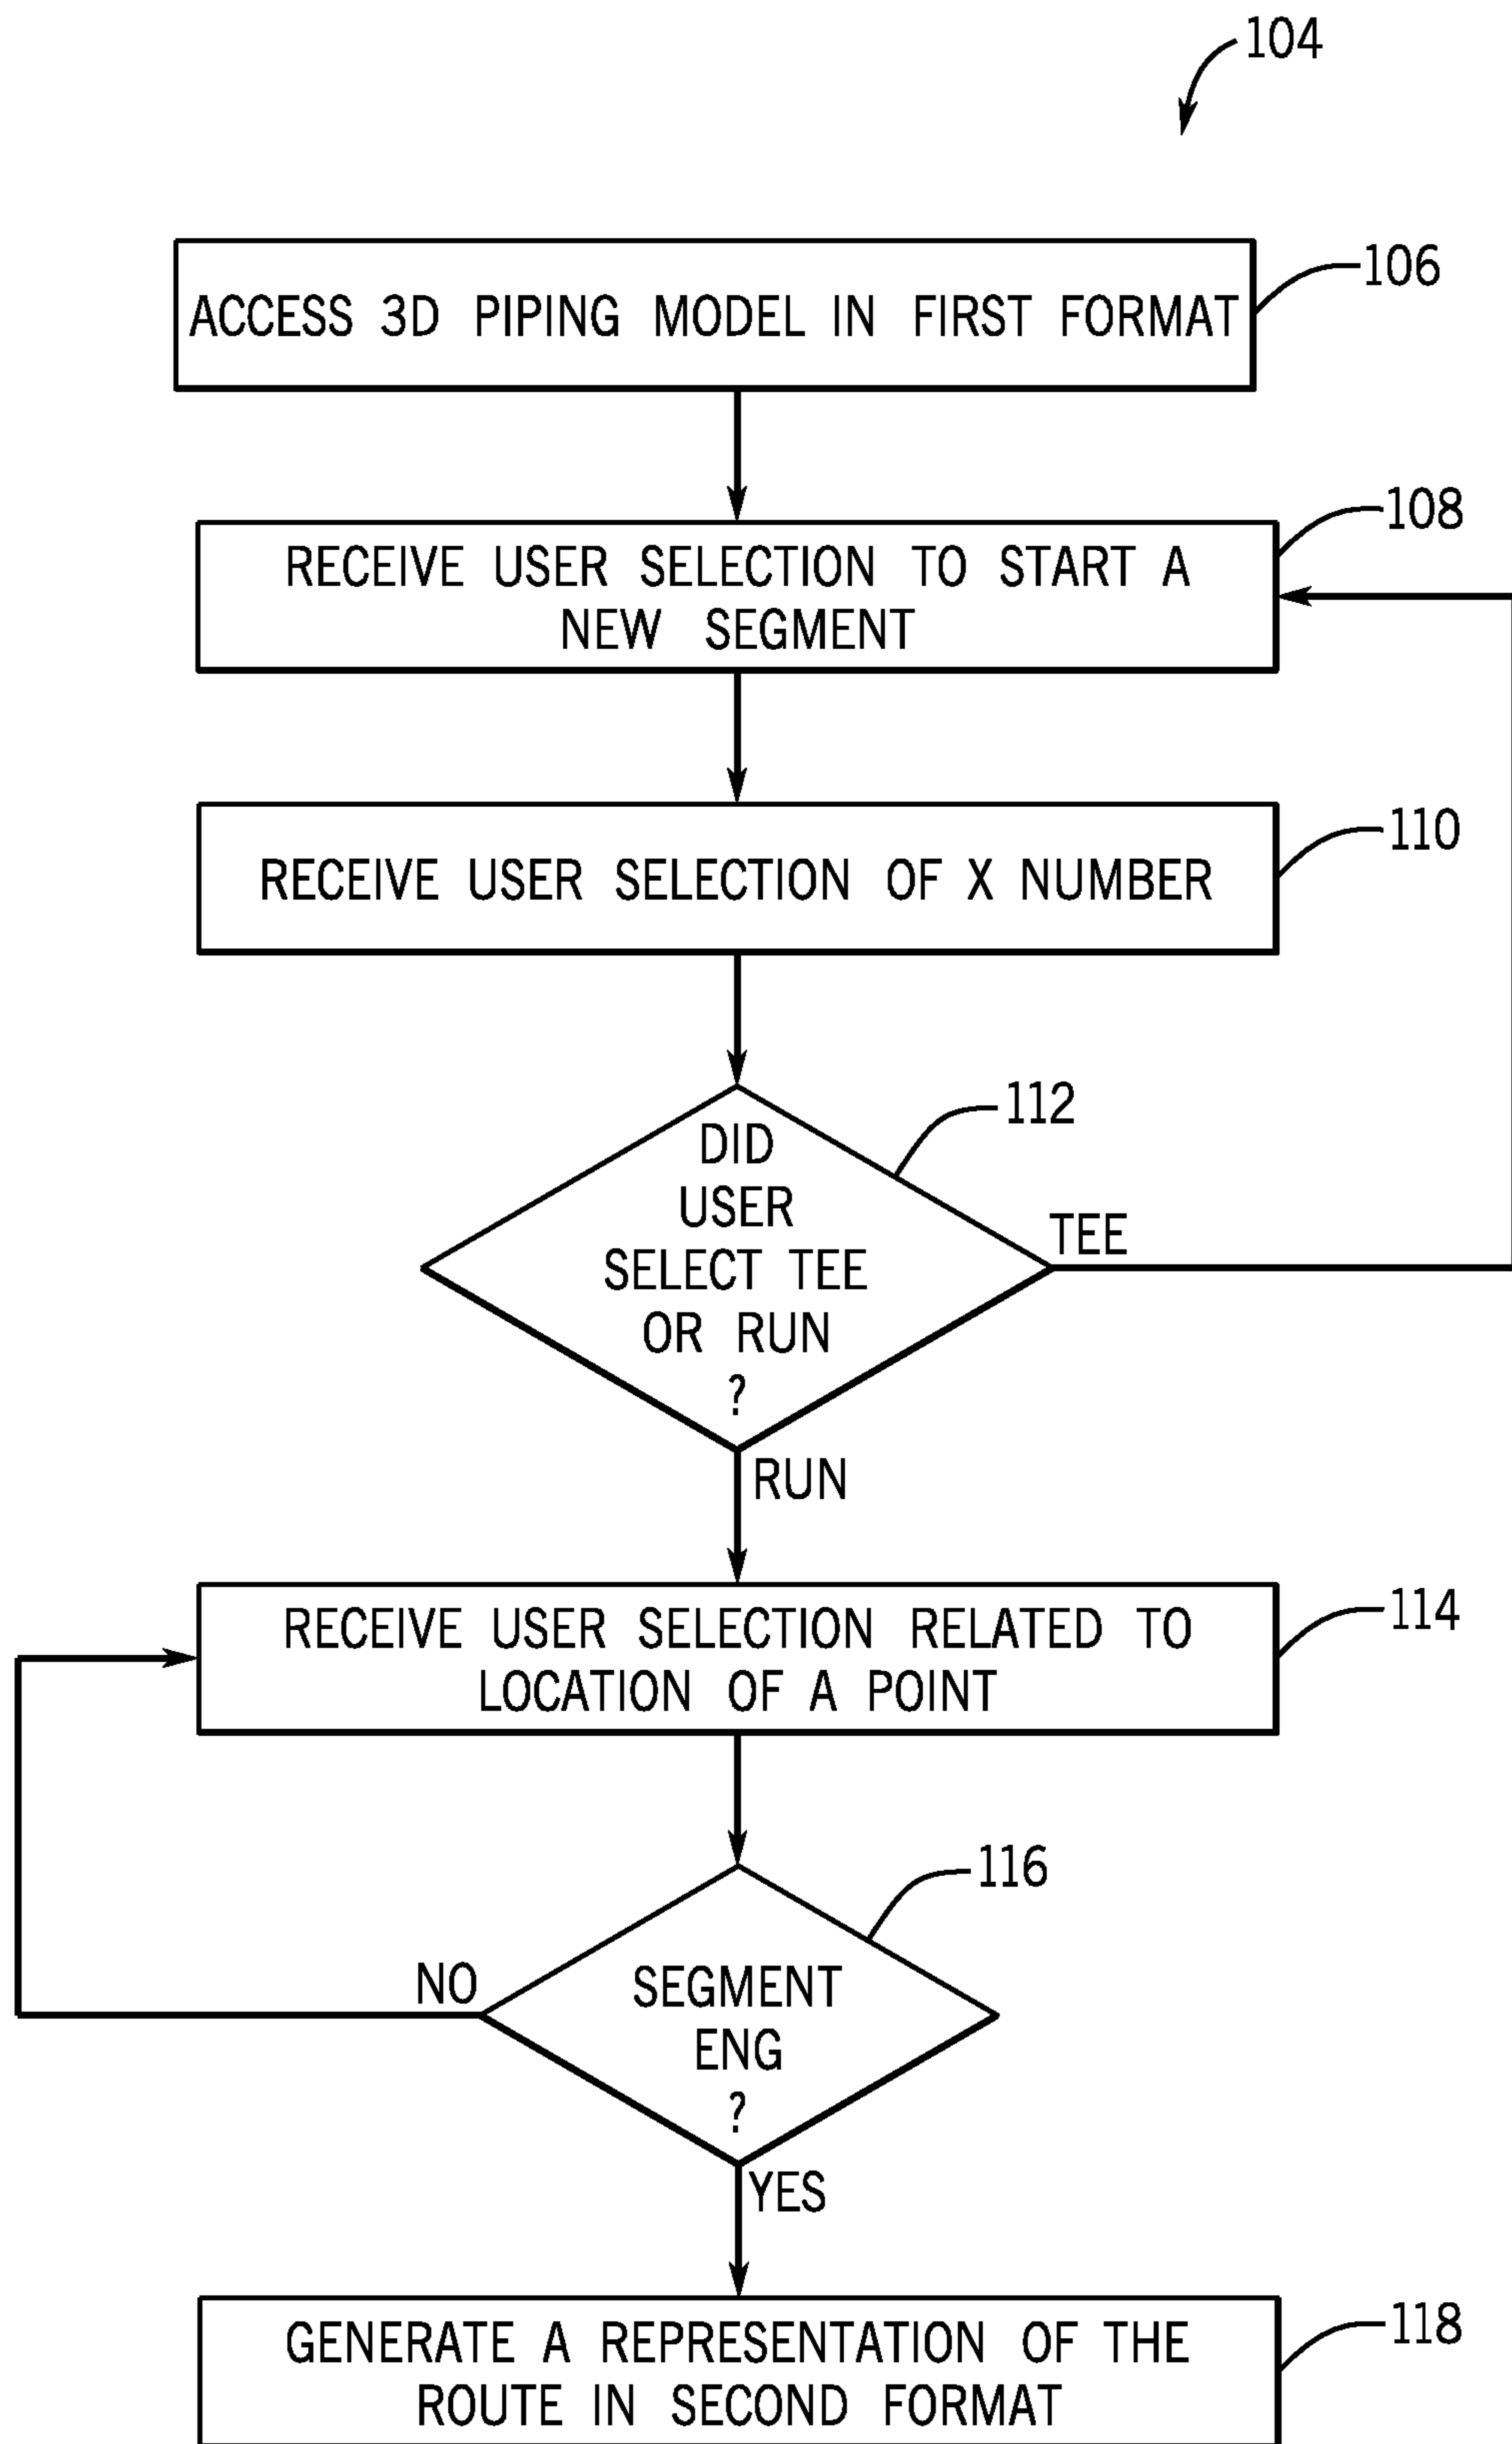 104
ACCESS 3D PIPING MODEL IN FIRST FORMAT
106
RECEIVE USER SELECTION TO START A
NEW SEGMENT
108
RECEIVE USER SELECTION OF X NUMBER
110
DID
USER
SELECT TEE
OR RUN
?
112
TEE
RUN
RECEIVE USER SELECTION RELATED TO
LOCATION OF A POINT
114
SEGMENT
ENG
?
116
NO
YES
GENERATE A REPRESENTATION OF THE
ROUTE IN SECOND FORMAT
118